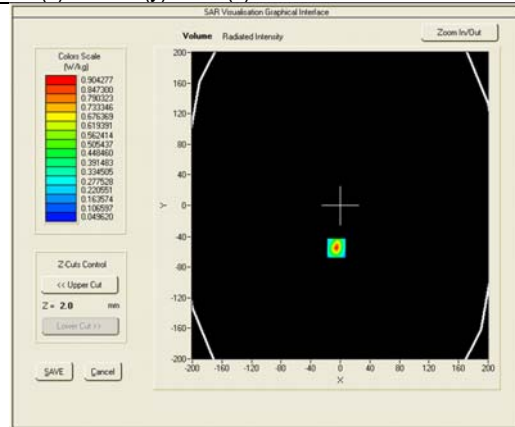 SAR Visualisation Graphical Interface
Volume Radiated Intensity
Zoom In/Out
Colors Scale
(W/kg)
0.904277
0.847300
0.790323
0.733346
0.676369
0.619391
0.562414
0.505437
0.448460
0.391483
0.334505
0.277528
0.220551
0.163574
0.106597
0.049620
Z-Cuts Control
<< Upper Cut
Z = 2.0 mm
Lower Cut >>
SAVE
Cancel
200
160
120
80
40
0
-40
-80
-120
-160
-200
Y
-200 -160 -120 -80 -40 0 40 80 120 160 200
X